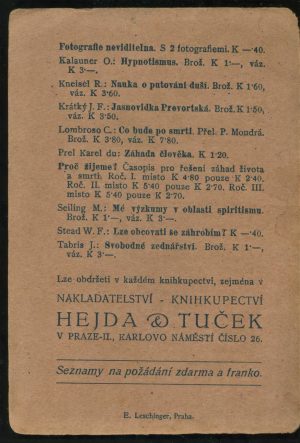 Fotografie neviditelna. S 2 fotografiemi. K —·40.
Kalauner O.: Hypnotismus. Brož. K 1·—, váz.
K 3·—.
Kneisel R.: Nauka o putování duší. Brož. K 1·60,
váz. K 3·60.
Krátký J. F.: Jasnovidka Prevorstská. Brož. K 1·50,
váz. K 3·50.
Lombroso C.: Co bude po smrti. Přel. P. Mondrá.
Brož. K 3·80, váz. K 7·80.
Prel Karel du: Záhada člověka. K 1·20.
Proč žijeme? Časopis pro řešení záhad života
a smrti. Roč. I. místo K 4·80 pouze K 2·40,
Roč. II. místo K 5·40 pouze K 2·70. Roč. III.
místo K 5·40 pouze K 2·70.
Seiling M.: Mé výzkumy v oblasti spiritismu.
Brož. K 1·—, váz. K 3·—.
Stead W. F.: Lze obcovati se záhrobím? K —·40.
Tabris J.: Svobodné zednářství. Brož. K 1·—,
váz. K 3·—.
Lze obdržeti v každém knihkupectví, zejména v
NAKLADATELSTVÍ - KNIHKUPECTVÍ
HEJDA & TUČEK
V PRAZE-II., KARLOVO NÁMĚSTÍ ČÍSLO 26.
Seznamy na požádání zdarma a franko.
E. Leschinger, Praha.